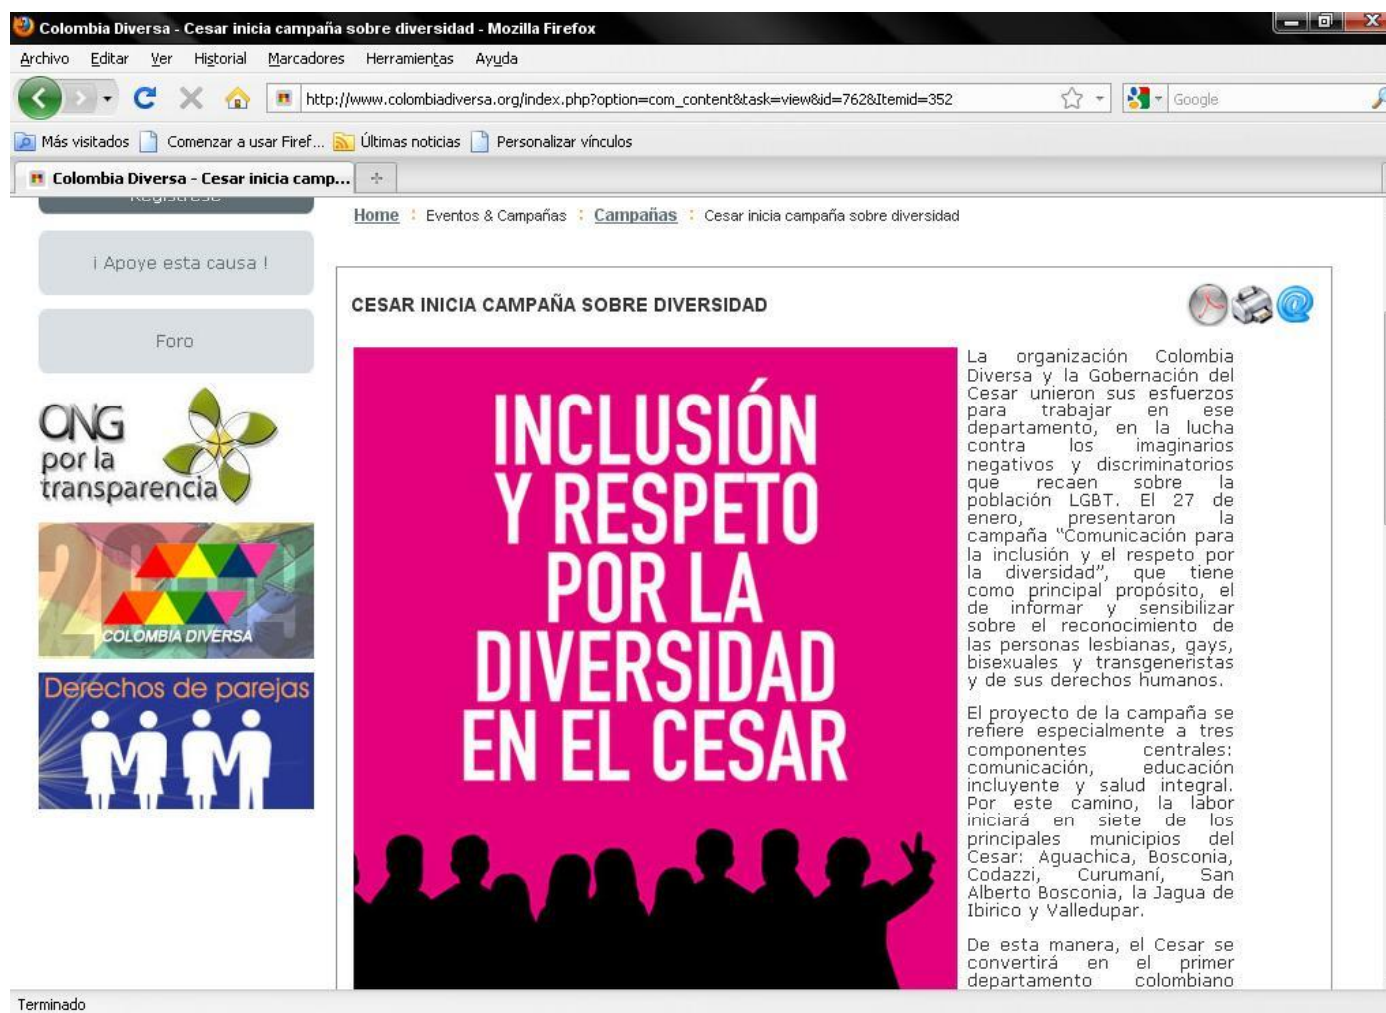 Colombia Diversa - Cesar inicia campaña sobre diversidad - Mozilla Firefox
Archivo Editar Ver Historial Marcadores Herramientas Ayuda
http://www.colombiadiversa.org/index.php?option=com_content&task=view&id=762&Itemid=352
Google
Más visitados Comenzar a usar Firef... Últimas noticias Personalizar vínculos
Colombia Diversa - Cesar inicia camp...
Home : Eventos & Campañas : Campañas : Cesar inicia campaña sobre diversidad
¡ Apoye esta causa !
Foro
ONG
por la
transparencia
COLOMBIA DIVERSA
Derechos de parejas
CESAR INICIA CAMPAÑA SOBRE DIVERSIDAD
INCLUSIÓN
Y RESPETO
POR LA
DIVERSIDAD
EN EL CESAR
La organización Colombia
Diversa y la Gobernación del
Cesar unieron sus esfuerzos
para trabajar en ese
departamento, en la lucha
contra los imaginarios
negativos y discriminatorios
que recaen sobre la
población LGBT. El 27 de
enero, presentaron la
campaña "Comunicación para
la inclusión y el respeto por
la diversidad", que tiene
como principal propósito, el
de informar y sensibilizar
sobre el reconocimiento de
las personas lesbianas, gays,
bisexuales y transgeneristas
y de sus derechos humanos.
El proyecto de la campaña se
refiere especialmente a tres
componentes centrales:
comunicación, educación
incluyente y salud integral.
Por este camino, la labor
iniciará en siete de los
principales municipios del
Cesar: Aguachica, Bosconia,
Codazzi, Curumaní, San
Alberto Bosconia, la Jagua de
Ibirico y Valledupar.
De esta manera, el Cesar se
convertirá en el primer
departamento colombiano
Terminado